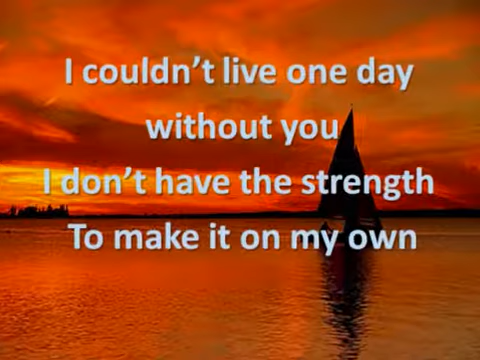 I couldn’t live one day
without you
I don’t have the strength
To make it on my own